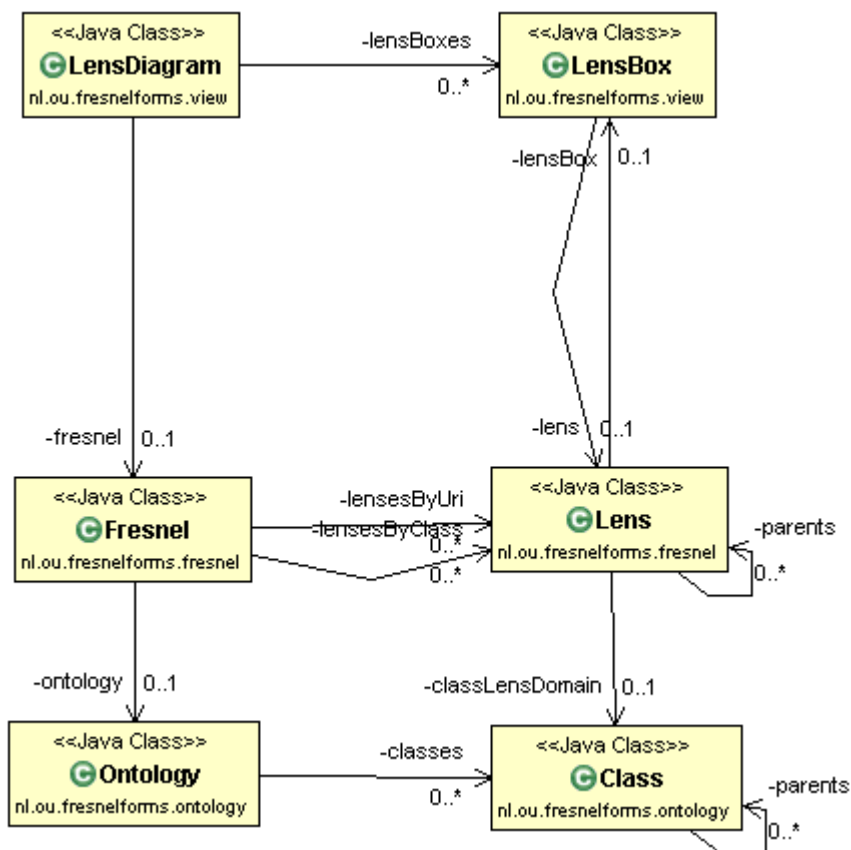 <<Java Class>>
LensDiagram
nl.ou.fresnelforms.view
-lensBoxes
0..*
<<Java Class>>
LensBox
nl.ou.fresnelforms.view
-lensBox
0..1
-fresnel
0..1
-lens
0..1
<<Java Class>>
Fresnel
nl.ou.fresnelforms.fresnel
-lensesByUri
0..*
-lensesByClass
0..*
<<Java Class>>
Lens
nl.ou.fresnelforms.fresnel
-parents
0..*
-ontology
0..1
-classLensDomain
0..1
<<Java Class>>
Ontology
nl.ou.fresnelforms.ontology
-classes
0..*
<<Java Class>>
Class
nl.ou.fresnelforms.ontology
-parents
0..*